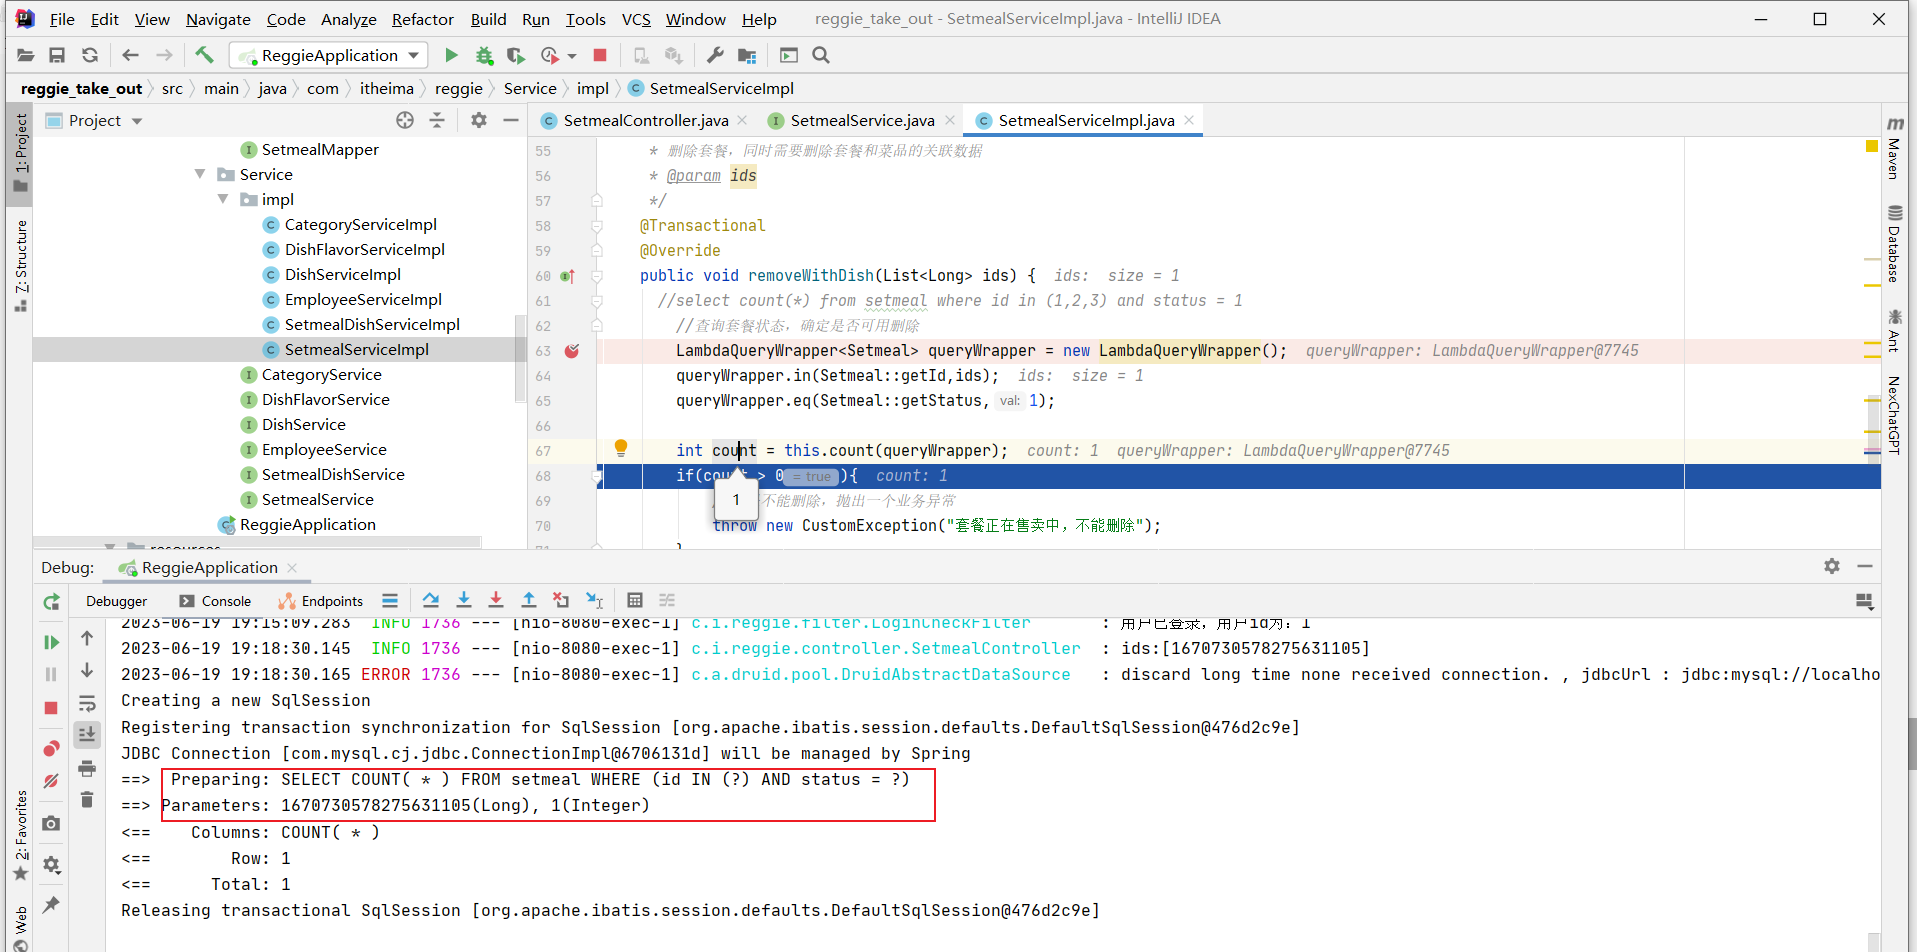 File Edit View Navigate Code Analyze Refactor Build Run Tools VCS Window Help reggie_take_out - SetmealServiceImpl.java - IntelliJ IDEA
ReggieApplication
reggie_take_out src main java com itheima reggie Service impl SetmealServiceImpl
Project
SetmealController.java SetmealService.java SetmealServiceImpl.java
1: Project
7: Structure
2: Favorites
Web
SetmealMapper
Service
impl
CategoryServiceImpl
DishFlavorServiceImpl
DishServiceImpl
EmployeeServiceImpl
SetmealDishServiceImpl
SetmealServiceImpl
CategoryService
DishFlavorService
DishService
EmployeeService
SetmealDishService
SetmealService
ReggieApplication
resources
55 * 删除套餐，同时需要删除套餐和菜品的关联数据
56 * @param ids
57 */
58 @Transactional
59 @Override
60 public void removeWithDish(List<Long> ids) { ids: size = 1
61 //select count(*) from setmeal where id in (1,2,3) and status = 1
62 //查询套餐状态，确定是否可用删除
63 LambdaQueryWrapper<Setmeal> queryWrapper = new LambdaQueryWrapper(); queryWrapper: LambdaQueryWrapper@7745
64 queryWrapper.in(Setmeal::getId,ids); ids: size = 1
65 queryWrapper.eq(Setmeal::getStatus, val: 1);
66
67 int count = this.count(queryWrapper); count: 1 queryWrapper: LambdaQueryWrapper@7745
68 if(count > 0 = true ){ count: 1
1
69 不能删除，抛出一个业务异常
70 throw new CustomException("套餐正在售卖中，不能删除");
71 }
Maven
Database
Ant
NexChatGPT
Debug: ReggieApplication
Debugger Console Endpoints
2023-06-19 19:15:09.283 INFO 1736 --- [nio-8080-exec-1] c.i.reggie.filter.LoginCheckFilter : 用户已登录，用户id为：1
2023-06-19 19:18:30.145 INFO 1736 --- [nio-8080-exec-1] c.i.reggie.controller.SetmealController : ids:[1670730578275631105]
2023-06-19 19:18:30.165 ERROR 1736 --- [nio-8080-exec-1] c.a.druid.pool.DruidAbstractDataSource : discard long time none received connection. , jdbcUrl : jdbc:mysql://localho
Creating a new SqlSession
Registering transaction synchronization for SqlSession [org.apache.ibatis.session.defaults.DefaultSqlSession@476d2c9e]
JDBC Connection [com.mysql.cj.jdbc.ConnectionImpl@6706131d] will be managed by Spring
==> Preparing: SELECT COUNT( * ) FROM setmeal WHERE (id IN (?) AND status = ?)
==> Parameters: 1670730578275631105(Long), 1(Integer)
<== Columns: COUNT( * )
<== Row: 1
<== Total: 1
Releasing transactional SqlSession [org.apache.ibatis.session.defaults.DefaultSqlSession@476d2c9e]